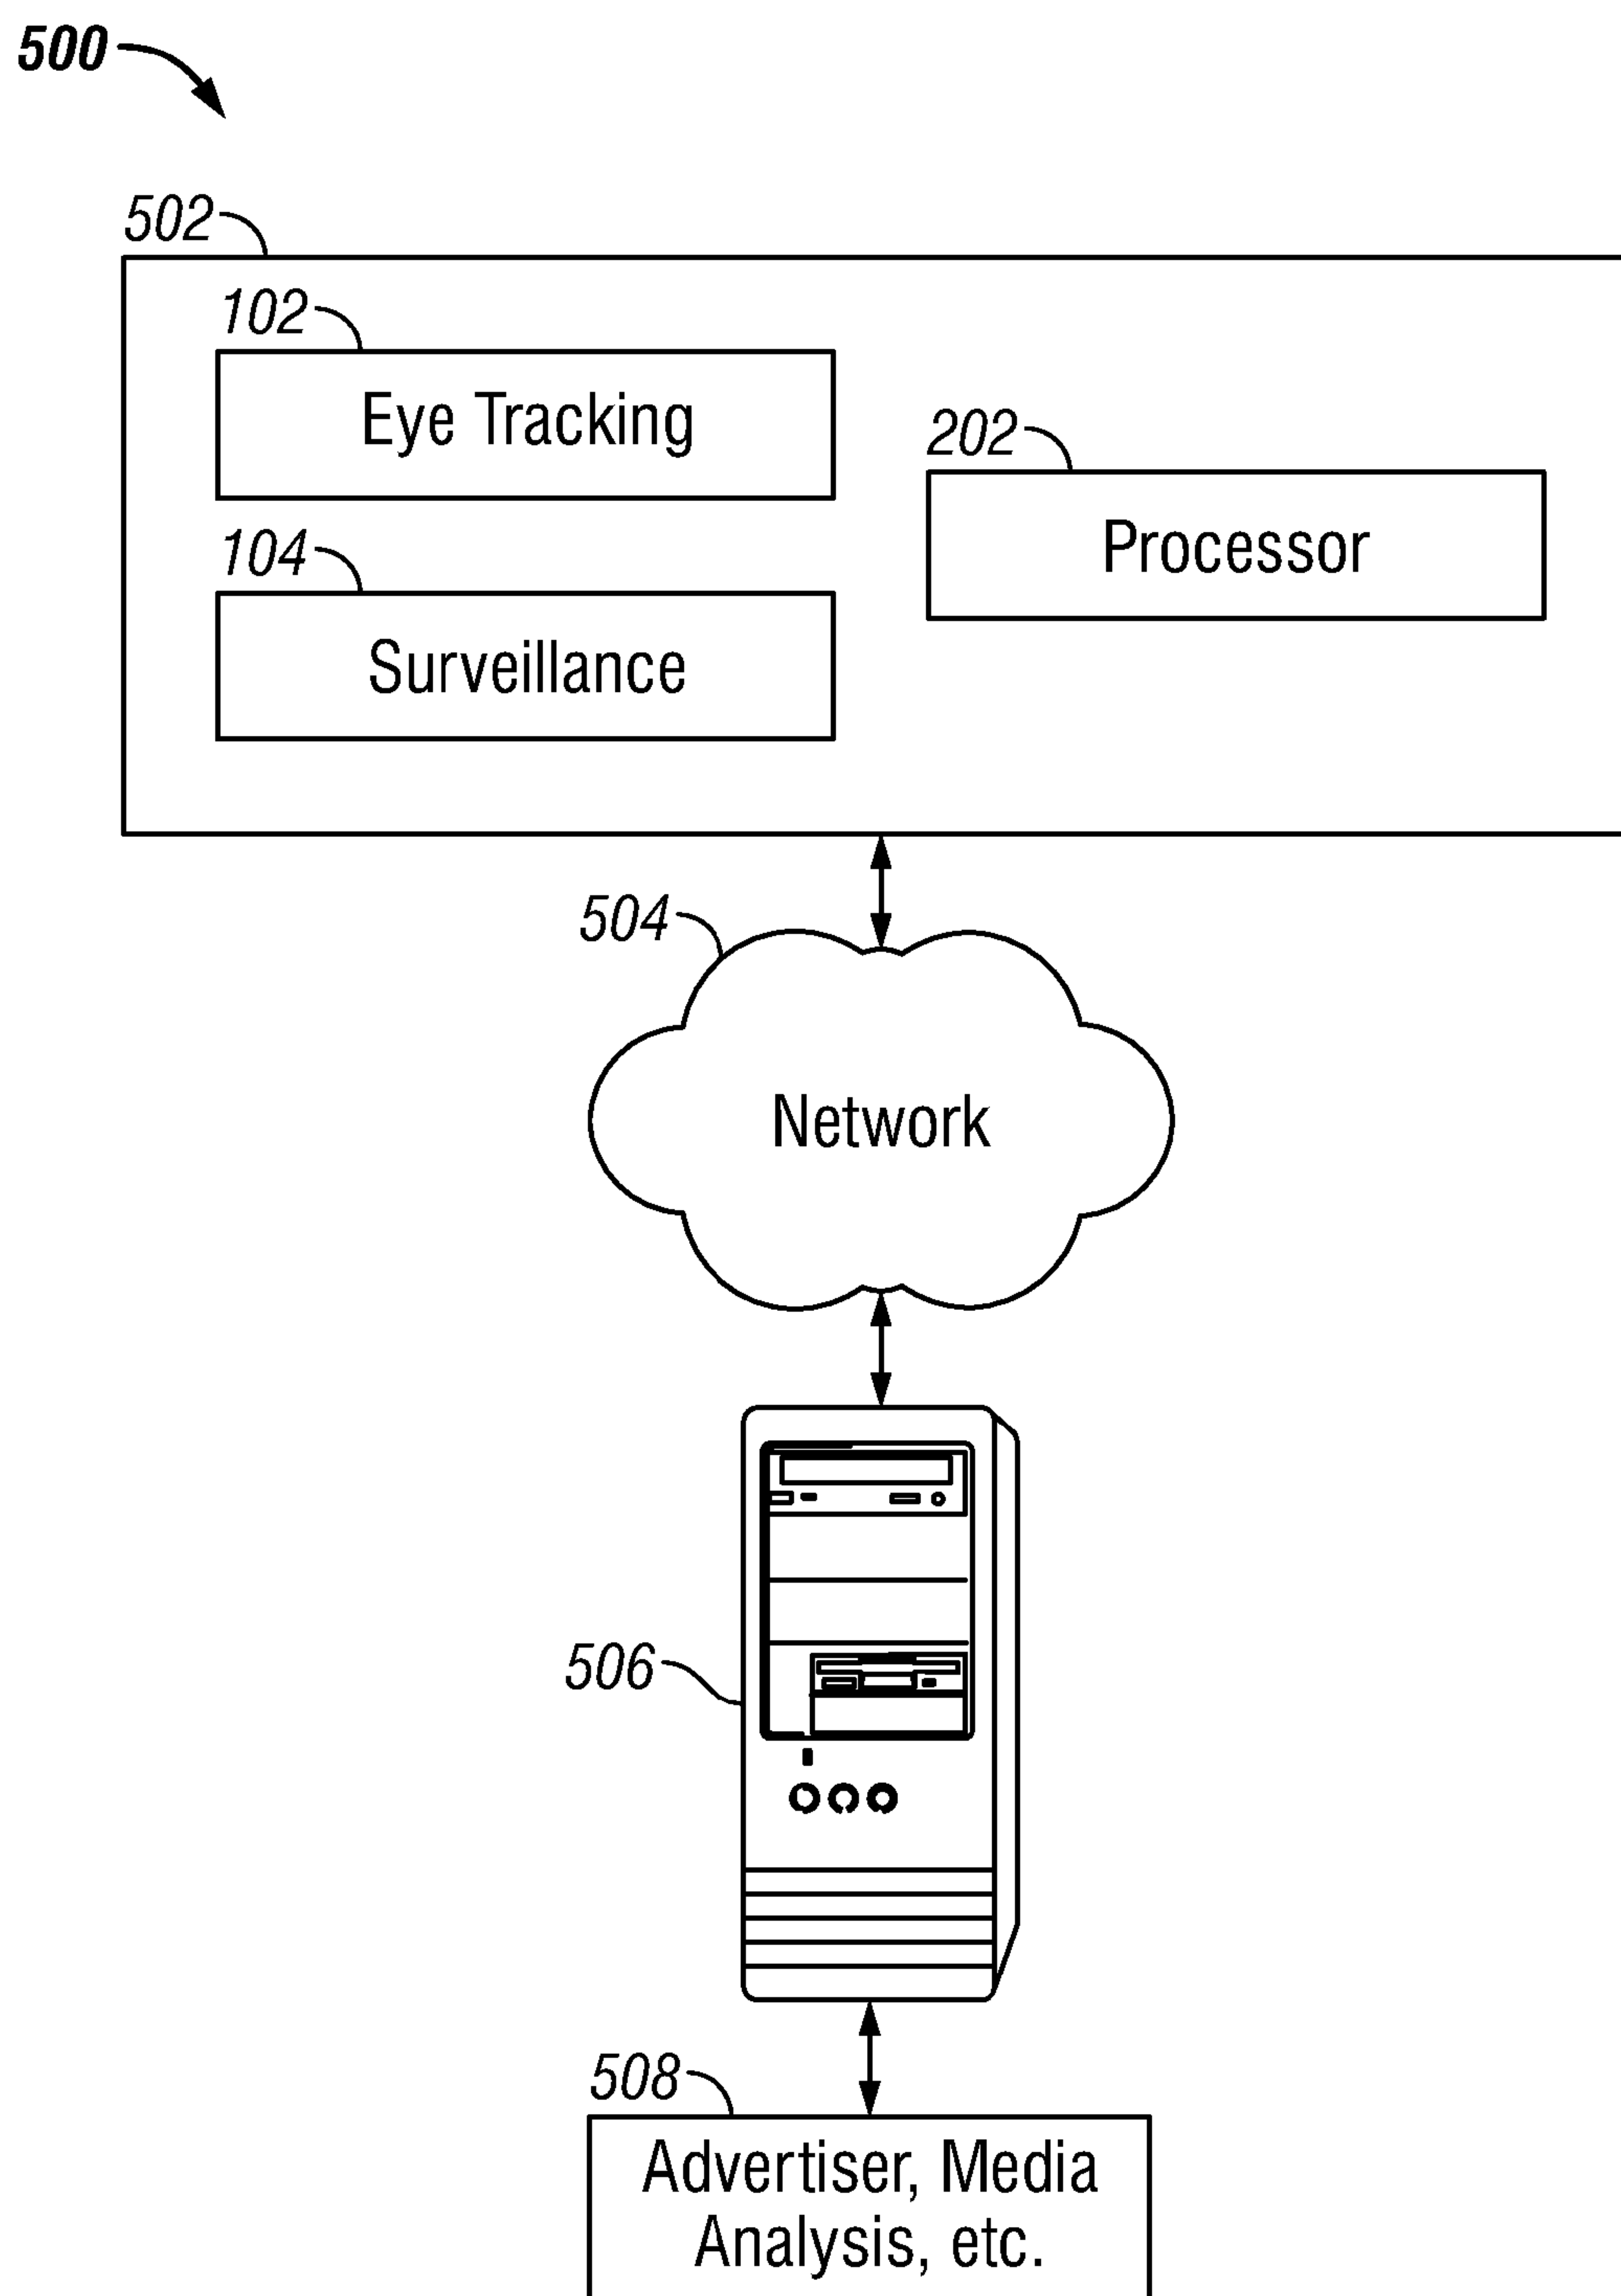 500
502
102
Eye Tracking
202
Processor
104
Surveillance
504
Network
506
508
Advertiser, Media
Analysis, etc.